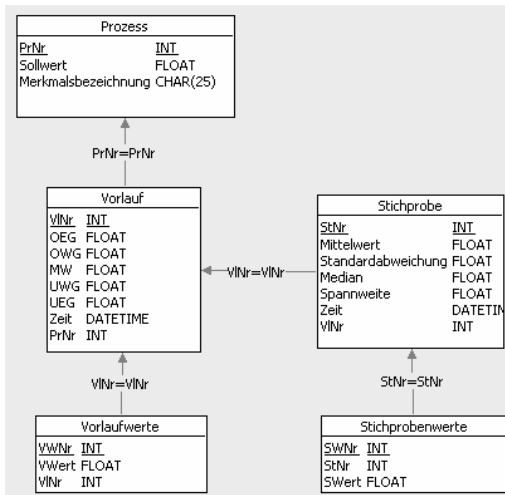 Prozess
PrNr INT
Sollwert FLOAT
Merkmalsbezeichnung CHAR(25)
PrNr=PrNr
Vorlauf
VlNr INT
OEG FLOAT
OWG FLOAT
MW FLOAT
UWG FLOAT
UEG FLOAT
Zeit DATETIME
PrNr INT
VlNr=VlNr
Stichprobe
StNr INT
Mittelwert FLOAT
Standardabweichung FLOAT
Median FLOAT
Spannweite FLOAT
Zeit DATETIM
VlNr INT
VlNr=VlNr
StNr=StNr
Vorlaufwerte
VWNr INT
VWert FLOAT
VlNr INT
Stichprobenwerte
SWNr INT
StNr INT
SWert FLOAT